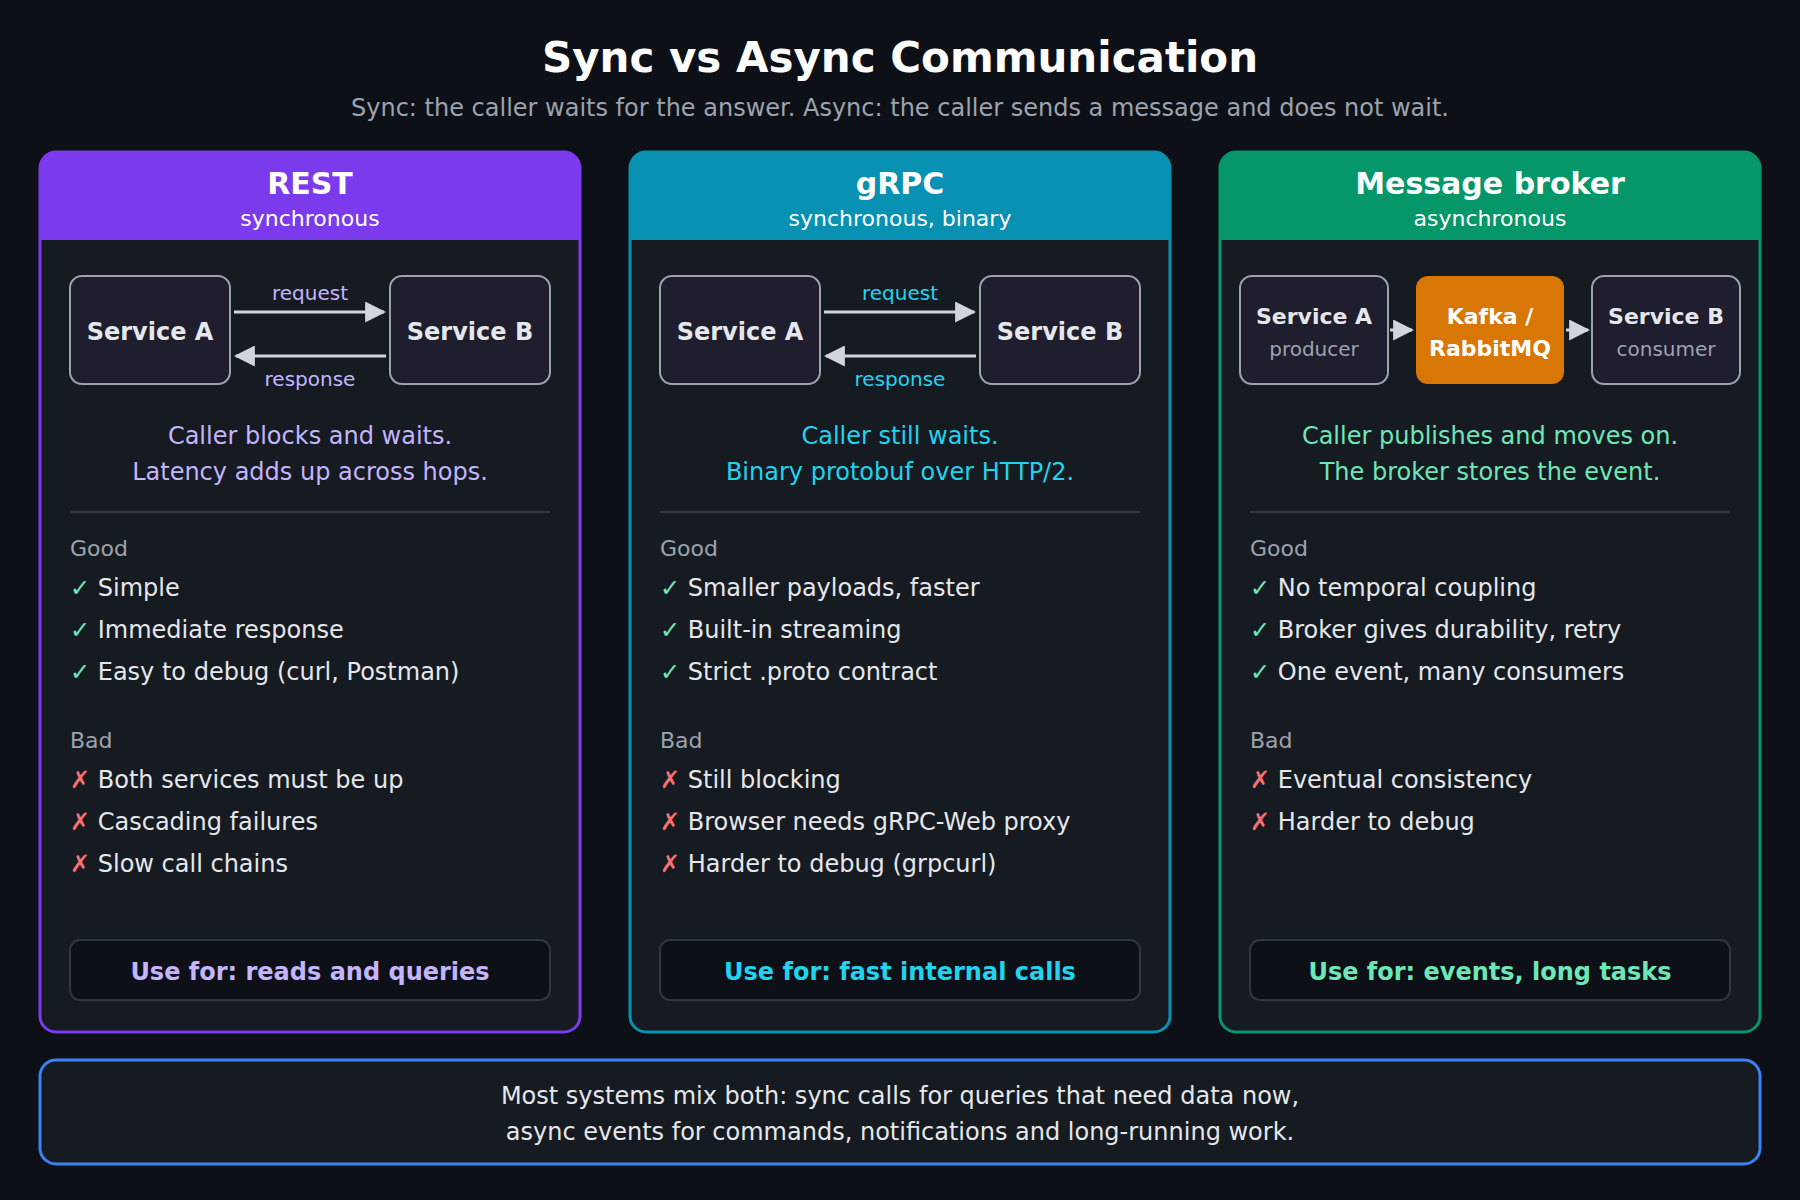 Sync vs Async Communication
Sync: the caller waits for the answer. Async: the caller sends a message and does not wait.
REST
synchronous
Service A
request
response
Service B
Caller blocks and waits.
Latency adds up across hops.
Good
✓ Simple
✓ Immediate response
✓ Easy to debug (curl, Postman)
Bad
✗ Both services must be up
✗ Cascading failures
✗ Slow call chains
Use for: reads and queries
gRPC
synchronous, binary
Service A
request
response
Service B
Caller still waits.
Binary protobuf over HTTP/2.
Good
✓ Smaller payloads, faster
✓ Built-in streaming
✓ Strict .proto contract
Bad
✗ Still blocking
✗ Browser needs gRPC-Web proxy
✗ Harder to debug (grpcurl)
Use for: fast internal calls
Message broker
asynchronous
Service A
producer
Kafka /
RabbitMQ
Service B
consumer
Caller publishes and moves on.
The broker stores the event.
Good
✓ No temporal coupling
✓ Broker gives durability, retry
✓ One event, many consumers
Bad
✗ Eventual consistency
✗ Harder to debug
Use for: events, long tasks
Most systems mix both: sync calls for queries that need data now,
async events for commands, notifications and long-running work.